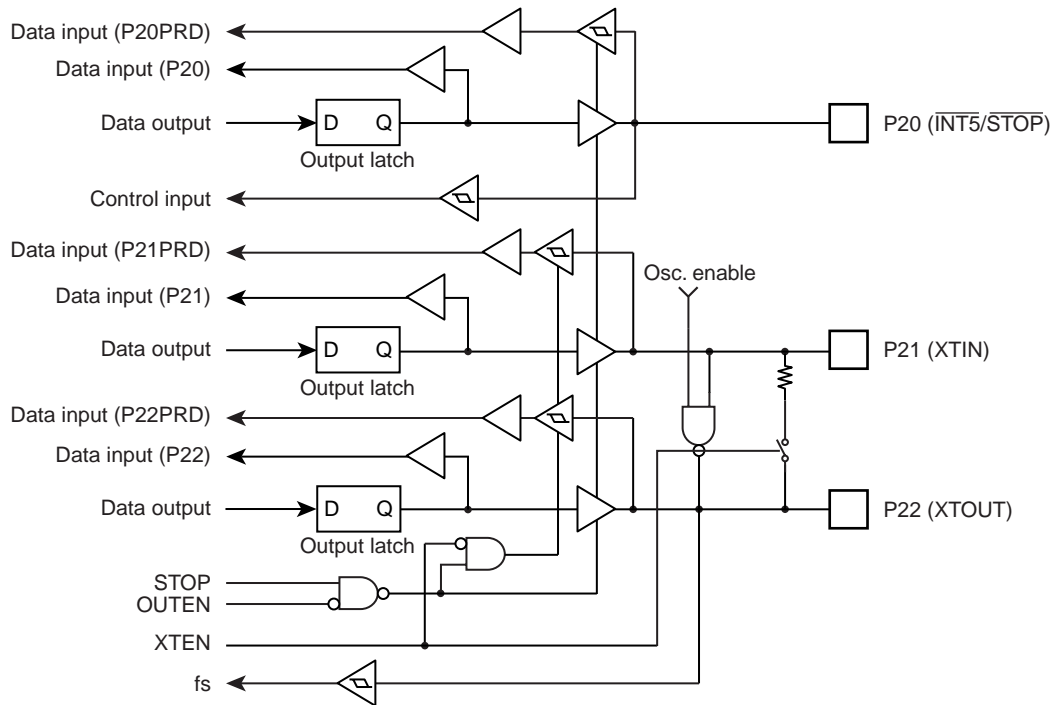 Data input (P20PRD)
Data input (P20)
Data output
D Q
Output latch
P20 (INT5/STOP)
Control input
Data input (P21PRD)
Osc. enable
Data input (P21)
Data output
D Q
Output latch
P21 (XTIN)
Data input (P22PRD)
Data input (P22)
Data output
D Q
Output latch
P22 (XTOUT)
STOP
OUTEN
XTEN
fs